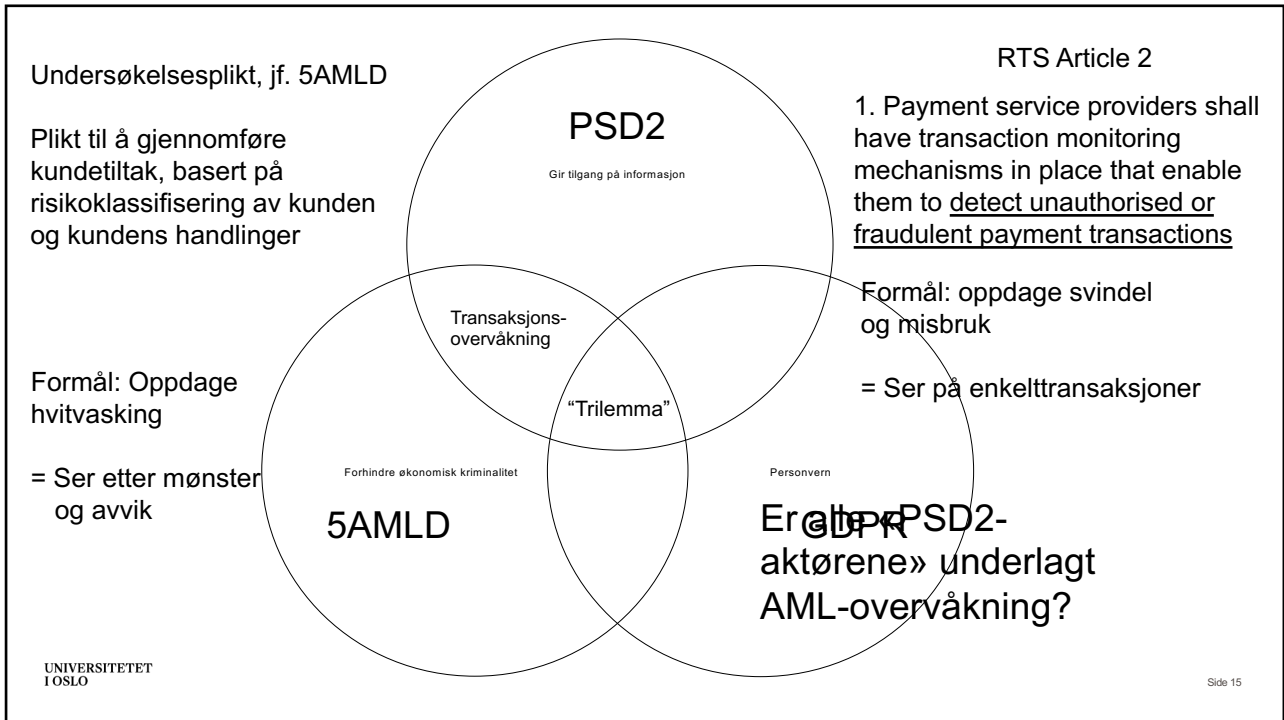 Undersøkelsesplikt, jf. 5AMLD
Plikt til å gjennomføre
kundetiltak, basert på
risikoklassifisering av kunden
og kundens handlinger
Formål: Oppdage
hvitvasking
= Ser etter mønster
og avvik
PSD2
Gir tilgang på informasjon
Transaksjons-
overvåkning
“Trilemma”
Forhindre økonomisk kriminalitet
5AMLD
Personvern
GDPR
RTS Article 2
1. Payment service providers shall
have transaction monitoring
mechanisms in place that enable
them to detect unauthorised or
fraudulent payment transactions
Formål: oppdage svindel
og misbruk
= Ser på enkelttransaksjoner
Er alle «PSD2-
aktørene» underlagt
AML-overvåkning?
UNIVERSITETET
I OSLO
Side 15